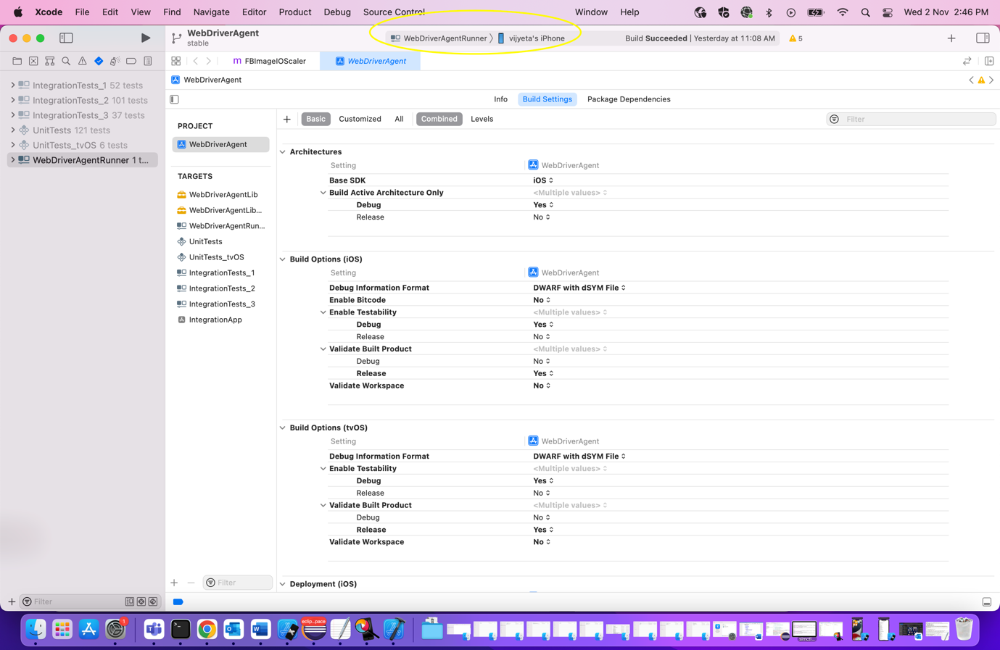 Xcode File Edit View Find Navigate Editor Product Debug Source Control Window Help Wed 2 Nov 2:46 PM
WebDriverAgent
stable
WebDriverAgentRunner vijyeta's iPhone Build Succeeded | Yesterday at 11:08 AM 5
FBImageIOScaler WebDriverAgent
WebDriverAgent
Info Build Settings Package Dependencies
Basic Customized All Combined Levels Filter
IntegrationTests_1 52 tests
IntegrationTests_2 101 tests
IntegrationTests_3 37 tests
UnitTests 121 tests
UnitTests_tvOS 6 tests
WebDriverAgentRunner 1 t...
Filter
PROJECT
WebDriverAgent
TARGETS
WebDriverAgentLib
WebDriverAgentLib...
WebDriverAgentRun...
UnitTests
UnitTests_tvOS
IntegrationTests_1
IntegrationTests_2
IntegrationTests_3
IntegrationApp
Filter
Architectures
Setting WebDriverAgent
Base SDK iOS
Build Active Architecture Only <Multiple values>
Debug Yes
Release No
Build Options (iOS)
Setting WebDriverAgent
Debug Information Format DWARF with dSYM File
Enable Bitcode No
Enable Testability <Multiple values>
Debug Yes
Release No
Validate Built Product <Multiple values>
Debug No
Release Yes
Validate Workspace No
Build Options (tvOS)
Setting WebDriverAgent
Debug Information Format DWARF with dSYM File
Enable Testability <Multiple values>
Debug Yes
Release No
Validate Built Product <Multiple values>
Debug No
Release Yes
Validate Workspace No
Deployment (iOS)
1
eclip...pace